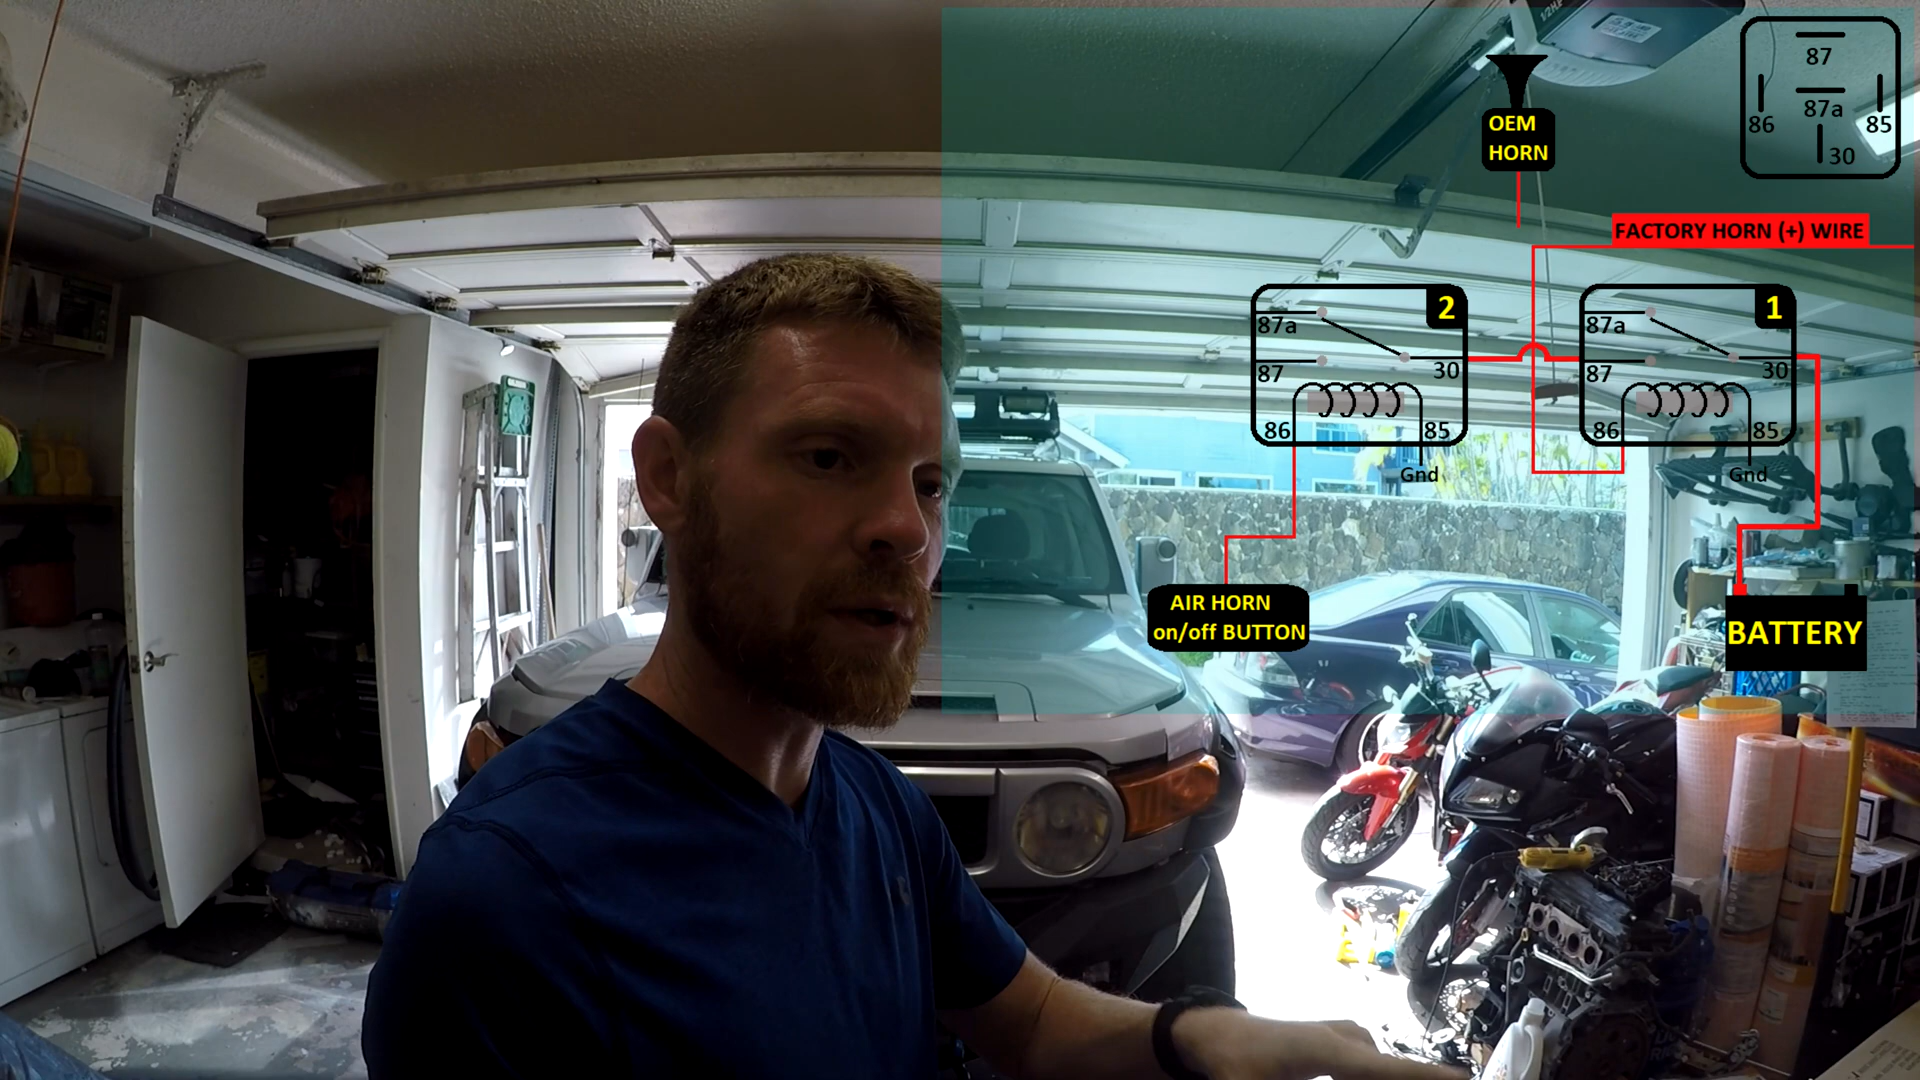 87
87a
86
85
30
OEM
HORN
FACTORY HORN (+) WIRE
2
87a
30
87
86
85
Gnd
1
87a
30
87
86
85
Gnd
AIR HORN
on/off BUTTON
BATTERY